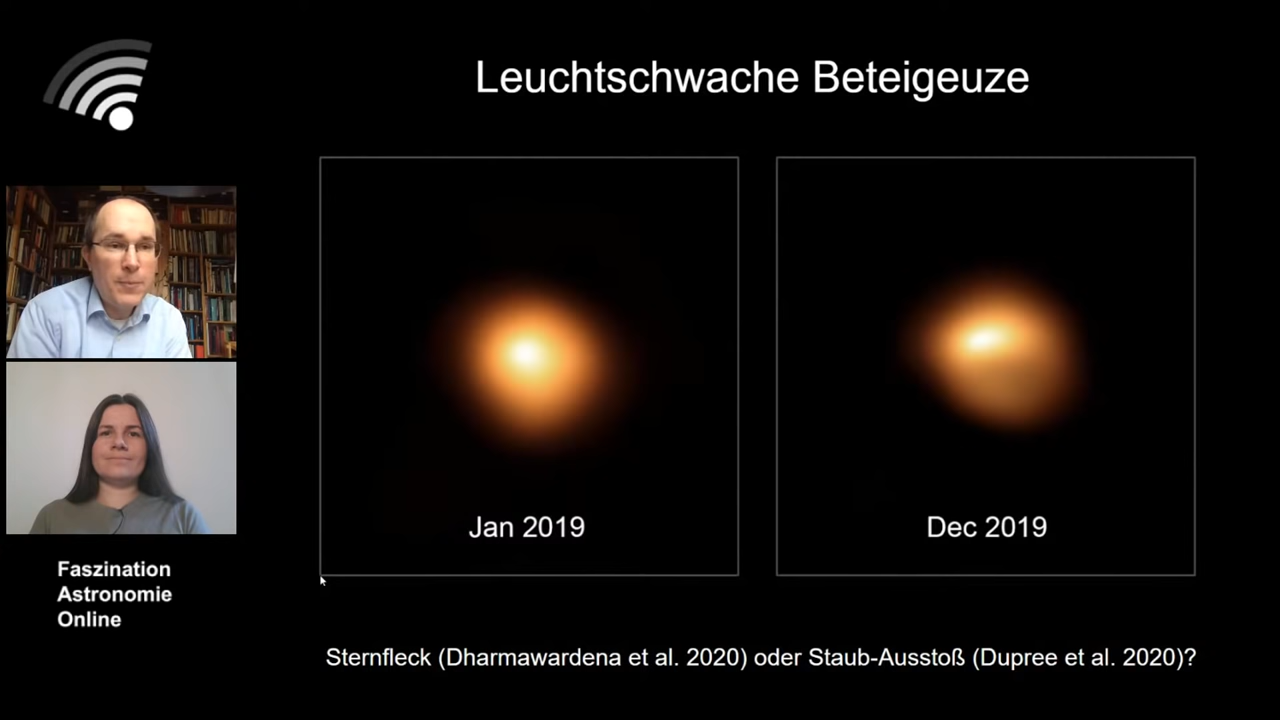 Leuchtschwache Beteigeuze
Jan 2019
Dec 2019
Faszination
Astronomie
Online
Sternfleck (Dharmawardena et al. 2020) oder Staub-Ausstoß (Dupree et al. 2020)?